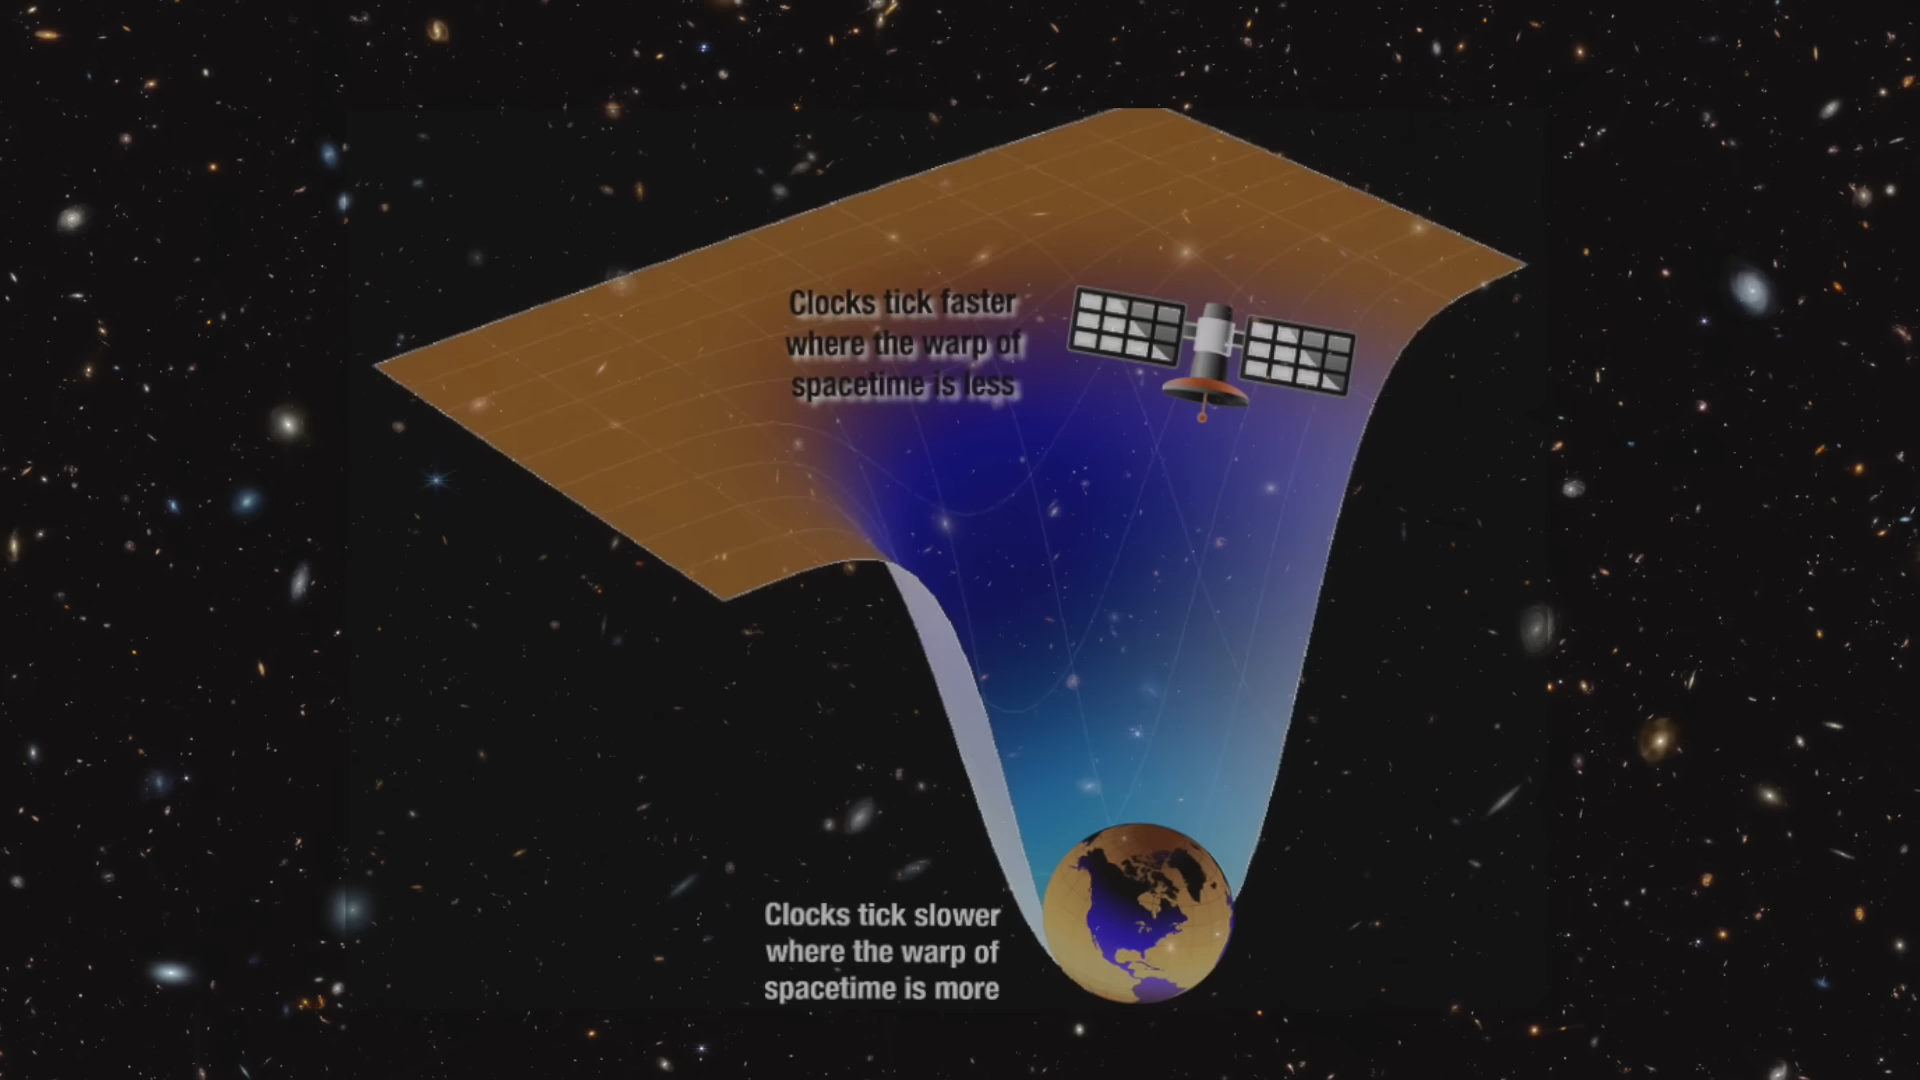 Clocks tick faster
where the warp of
spacetime is less
Clocks tick slower
where the warp of
spacetime is more